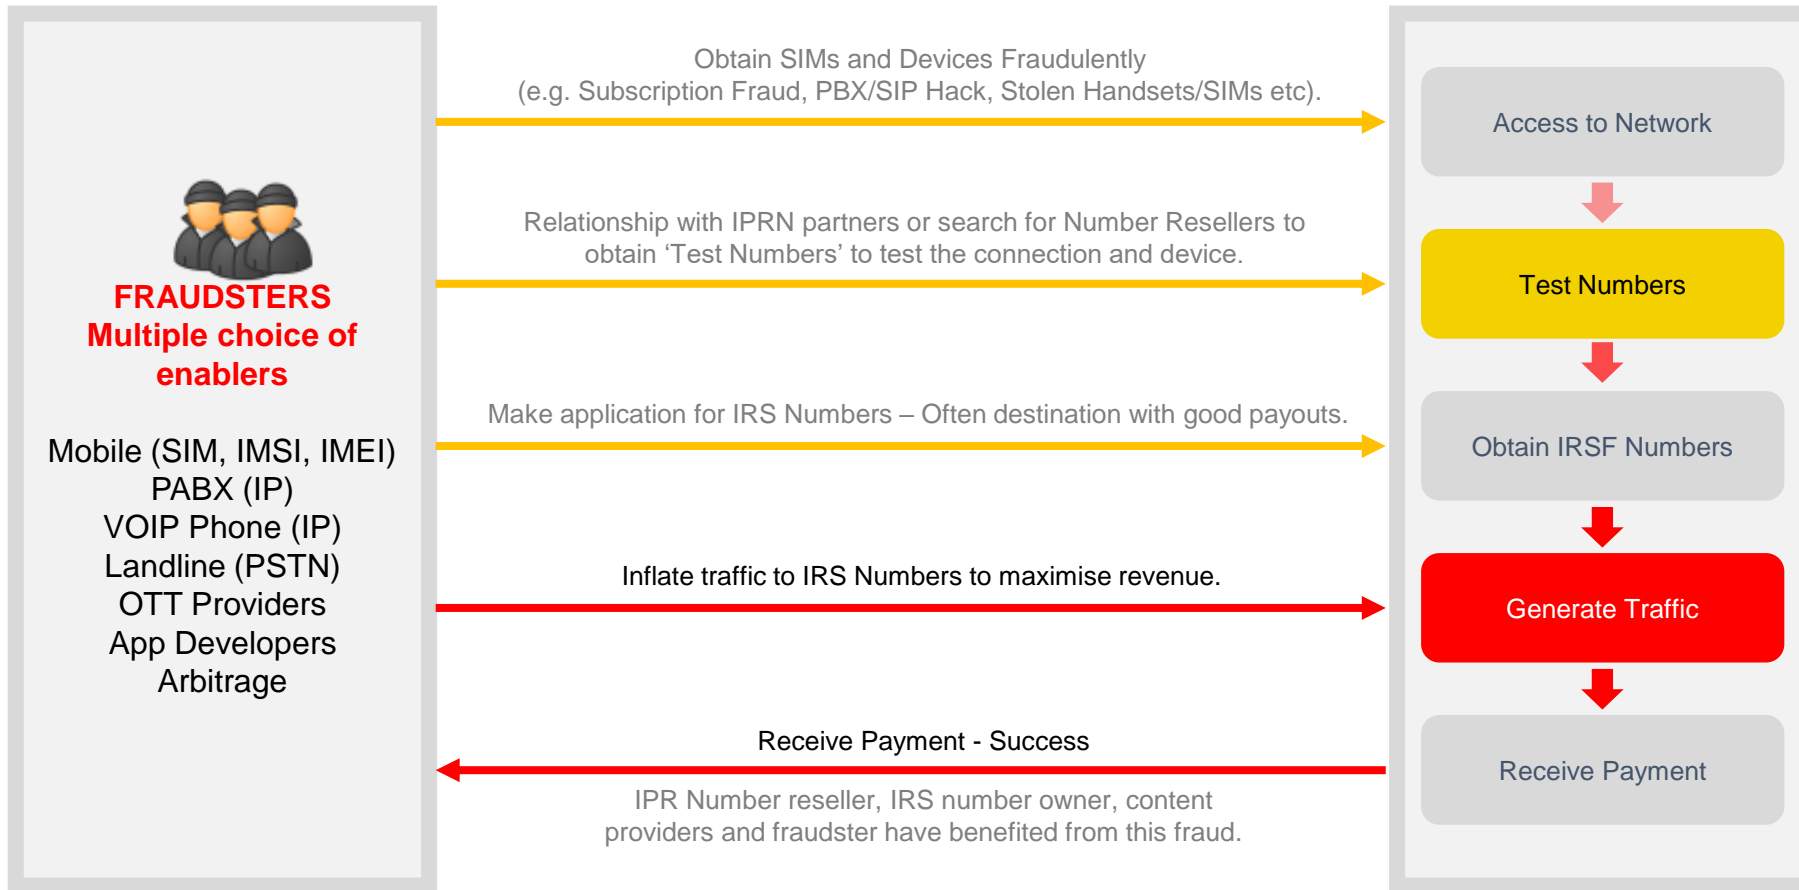 FRAUDSTERS
Multiple choice of
enablers
Mobile (SIM, IMSI, IMEI)
PABX (IP)
VOIP Phone (IP)
Landline (PSTN)
OTT Providers
App Developers
Arbitrage
Obtain SIMs and Devices Fraudulently
(e.g. Subscription Fraud, PBX/SIP Hack, Stolen Handsets/SIMs etc).
Relationship with IPRN partners or search for Number Resellers to
obtain ‘Test Numbers’ to test the connection and device.
Make application for IRS Numbers – Often destination with good payouts.
Inflate traffic to IRS Numbers to maximise revenue.
Receive Payment - Success
IPR Number reseller, IRS number owner, content
providers and fraudster have benefited from this fraud.
Access to Network
Test Numbers
Obtain IRSF Numbers
Generate Traffic
Receive Payment